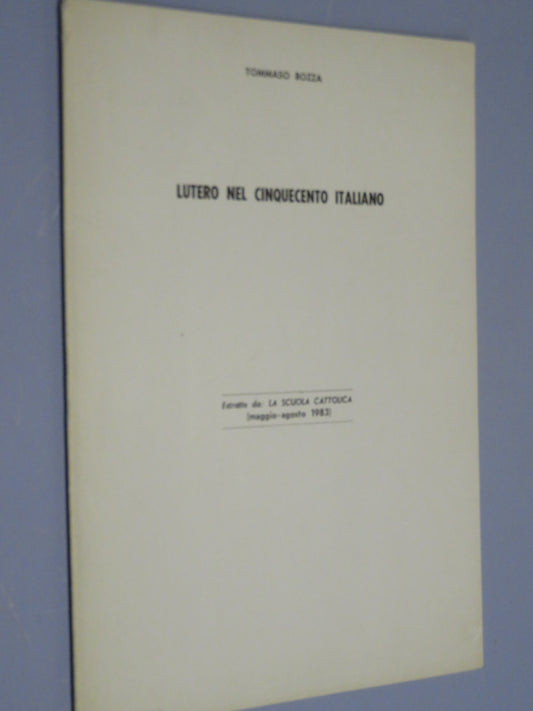 TOMMASO BOZZA
LUTERO NEL CINQUECENTO ITALIANO
Estratto da: LA SCUOLA CATTOLICA
(maggio-agosto 1983)